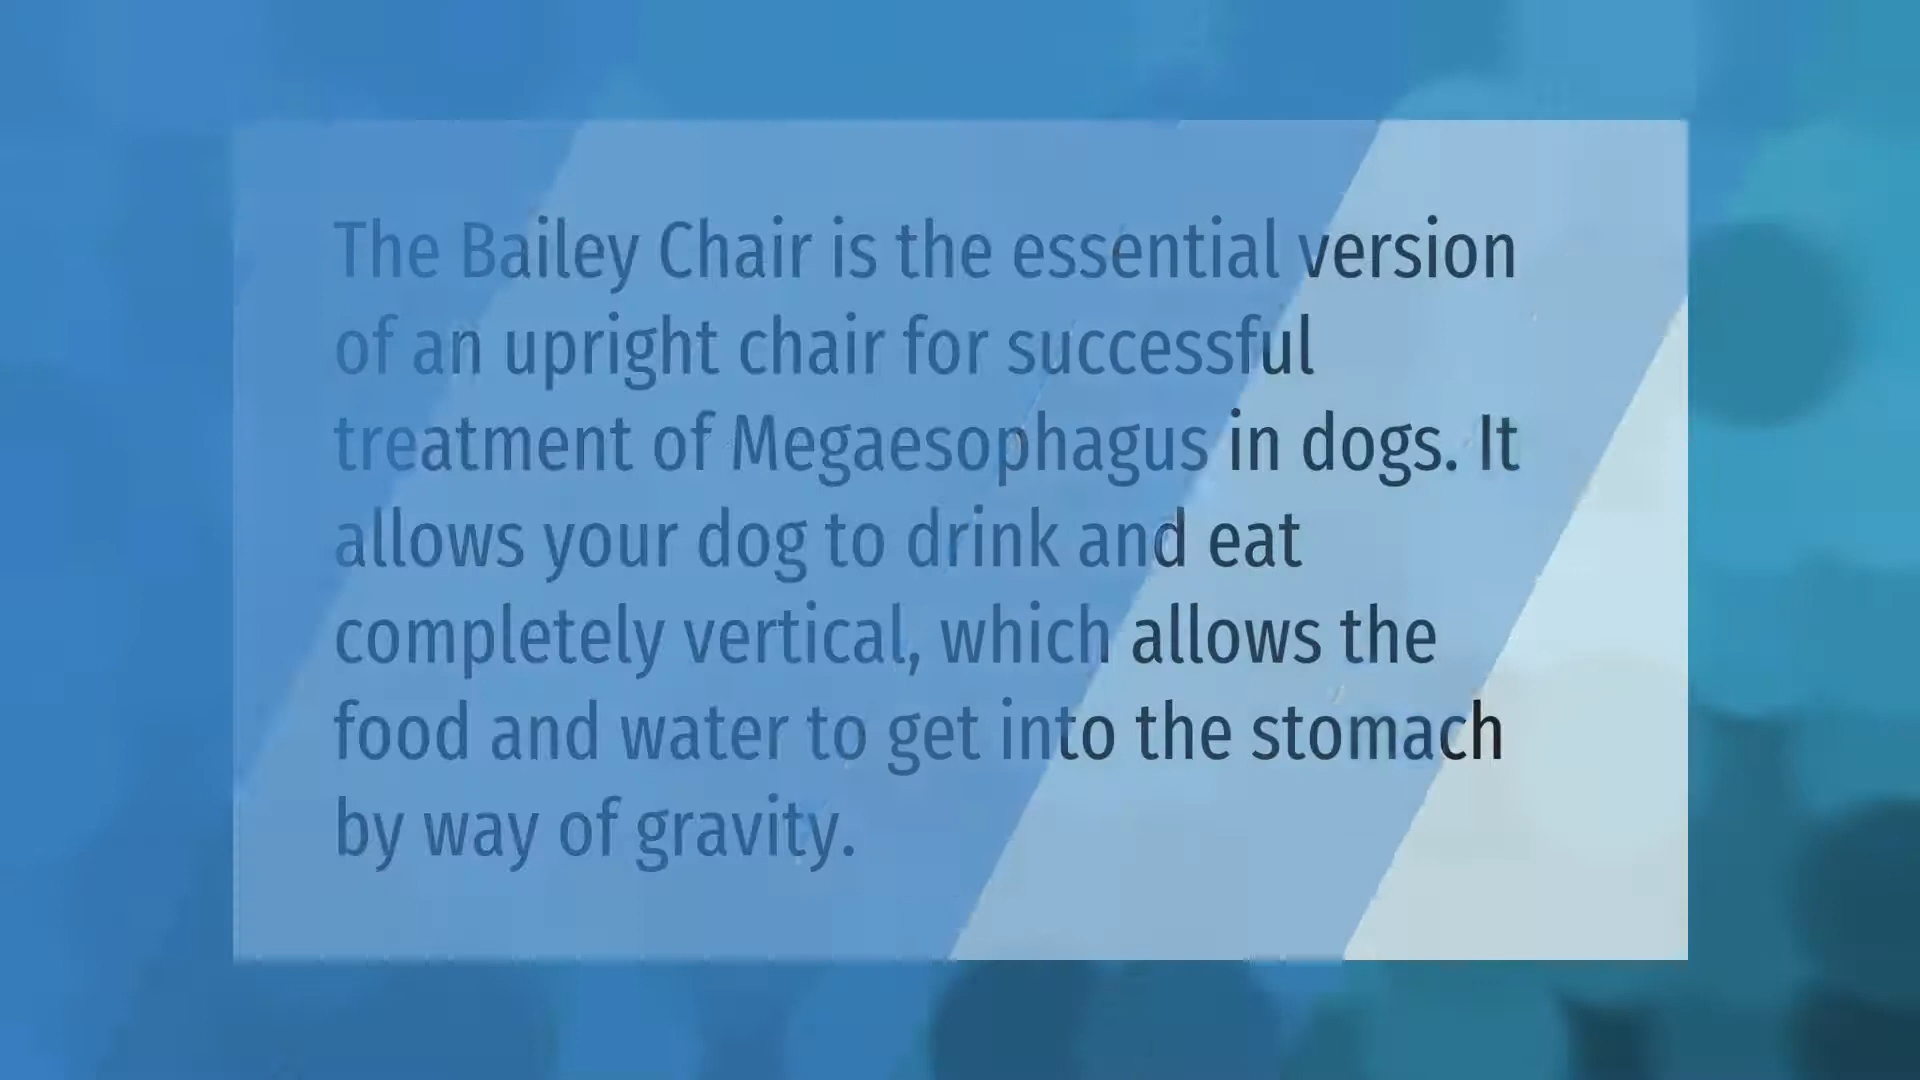 The Bailey Chair is the essential version
of an upright chair for successful
treatment of Megaesophagus in dogs. It
allows your dog to drink and eat
completely vertical, which allows the
food and water to get into the stomach
by way of gravity.